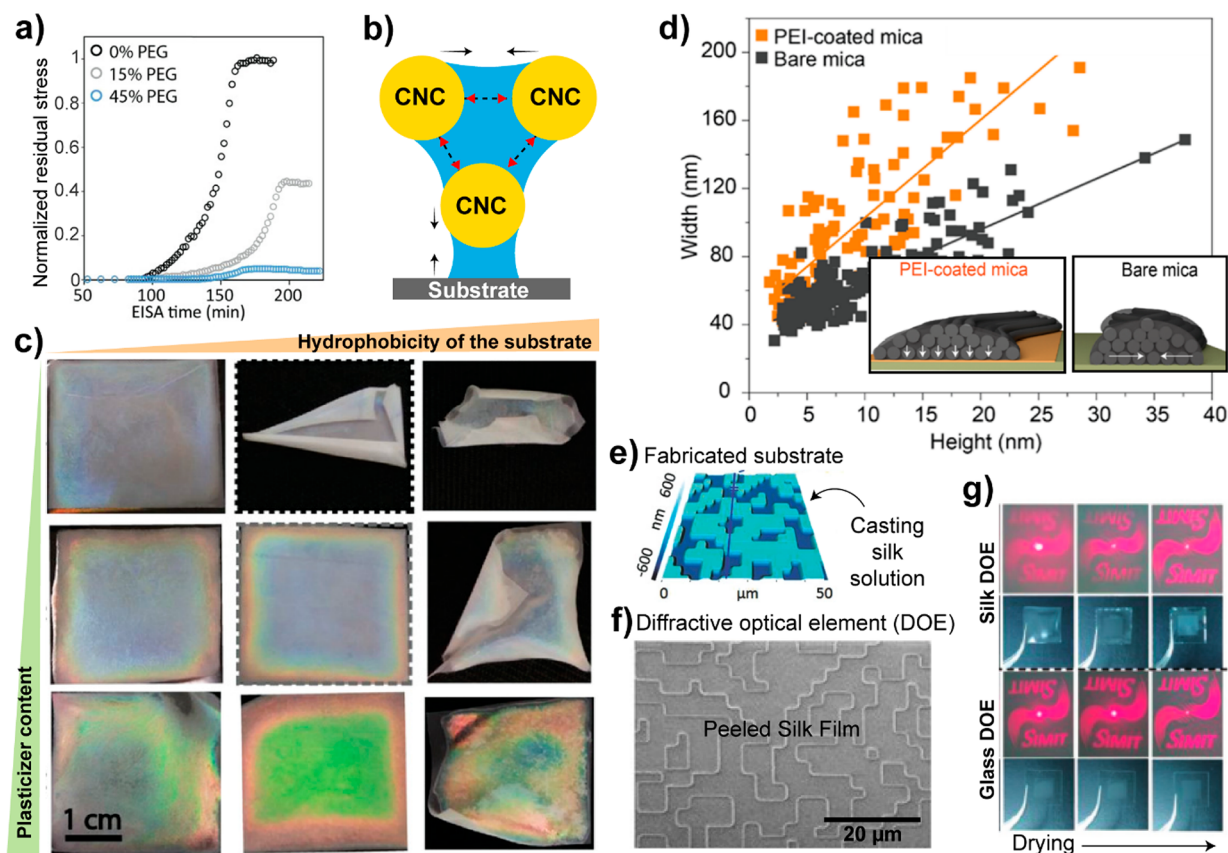 a)
0% PEG
15% PEG
45% PEG
Normalized residual stress
1
0.8
0.6
0.4
0.2
0
50
100
150
200
EISA time (min)
b)
CNC
CNC
CNC
Substrate
c)
Hydrophobicity of the substrate
Plasticizer content
1 cm
d)
PEI-coated mica
Bare mica
Width (nm)
200
160
120
80
40
0
0
5
10
15
20
25
30
35
40
Height (nm)
PEI-coated mica
Bare mica
e) Fabricated substrate
600
nm
-600
0
µm
50
Casting
silk
solution
f) Diffractive optical element (DOE)
Peeled Silk Film
20 µm
g)
Silk DOE
SIMIT
SIMIT
SIMIT
Glass DOE
SIMIT
SIMIT
SIMIT
Drying